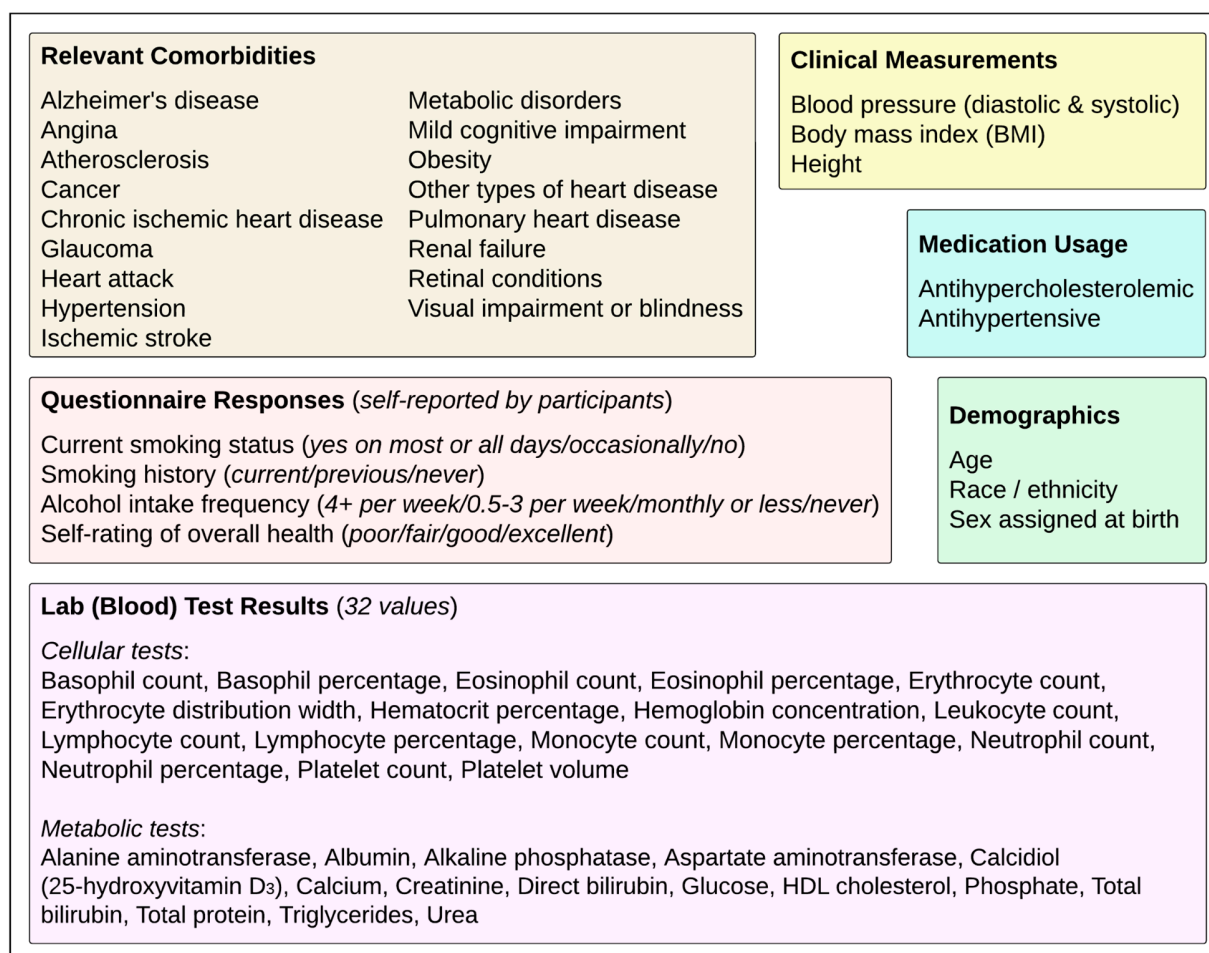 Relevant Comorbidities
Alzheimer's disease
Angina
Atherosclerosis
Cancer
Chronic ischemic heart disease
Glaucoma
Heart attack
Hypertension
Ischemic stroke
Metabolic disorders
Mild cognitive impairment
Obesity
Other types of heart disease
Pulmonary heart disease
Renal failure
Retinal conditions
Visual impairment or blindness
Clinical Measurements
Blood pressure (diastolic & systolic)
Body mass index (BMI)
Height
Medication Usage
Antihypercholesterolemic
Antihypertensive
Questionnaire Responses (self-reported by participants)
Current smoking status (yes on most or all days/occasionally/no)
Smoking history (current/previous/never)
Alcohol intake frequency (4+ per week/0.5-3 per week/monthly or less/never)
Self-rating of overall health (poor/fair/good/excellent)
Demographics
Age
Race / ethnicity
Sex assigned at birth
Lab (Blood) Test Results (32 values)
Cellular tests:
Basophil count, Basophil percentage, Eosinophil count, Eosinophil percentage, Erythrocyte count,
Erythrocyte distribution width, Hematocrit percentage, Hemoglobin concentration, Leukocyte count,
Lymphocyte count, Lymphocyte percentage, Monocyte count, Monocyte percentage, Neutrophil count,
Neutrophil percentage, Platelet count, Platelet volume
Metabolic tests:
Alanine aminotransferase, Albumin, Alkaline phosphatase, Aspartate aminotransferase, Calcidiol
(25-hydroxyvitamin D₃), Calcium, Creatinine, Direct bilirubin, Glucose, HDL cholesterol, Phosphate, Total
bilirubin, Total protein, Triglycerides, Urea